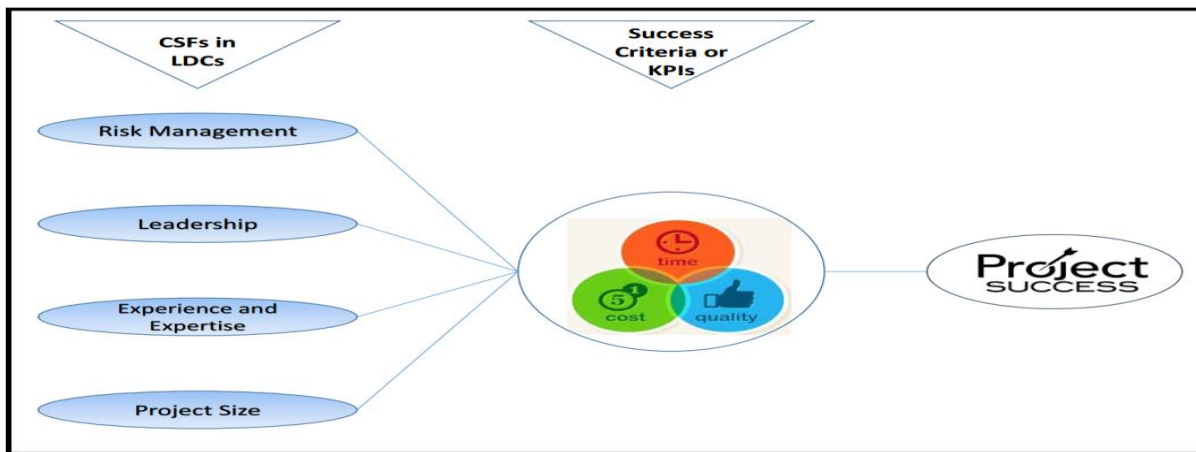 CSFs in
LDCs
Success
Criteria or
KPIs
Risk Management
Leadership
Experience and
Expertise
Project Size
time
5 1
cost
quality
Project
SUCCESS